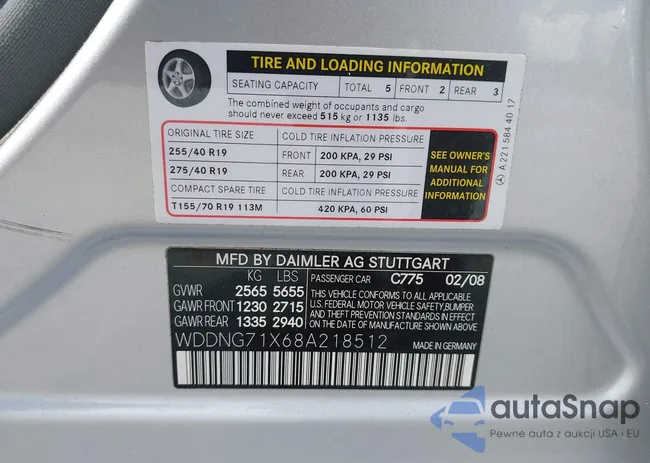 TIRE AND LOADING INFORMATION
SEATING CAPACITY TOTAL 5 FRONT 2 REAR 3
The combined weight of occupants and cargo
should never exceed 515 kg or 1135 lbs.
ORIGINAL TIRE SIZE COLD TIRE INFLATION PRESSURE
255/40 R19 FRONT 200 KPA, 29 PSI
275/40 R19 REAR 200 KPA, 29 PSI
COMPACT SPARE TIRE COLD TIRE INFLATION PRESSURE
T155/70 R19 113M 420 KPA, 60 PSI
SEE OWNER'S
MANUAL FOR
ADDITIONAL
INFORMATION
A 221 584 40 17
MFD BY DAIMLER AG STUTTGART
KG LBS PASSENGER CAR C775 02/08
GVWR 2565 5655
GAWR FRONT 1230 2715
GAWR REAR 1335 2940
THIS VEHICLE CONFORMS TO ALL APPLICABLE
U.S. FEDERAL MOTOR VEHICLE SAFETY,BUMPER
AND THEFT PREVENTION STANDARDS IN EFFECT
ON THE DATE OF MANUFACTURE SHOWN ABOVE.
WDDNG71X68A218512 MADE IN GERMANY
autaSnap
Pewne auta z aukcji USA i EU